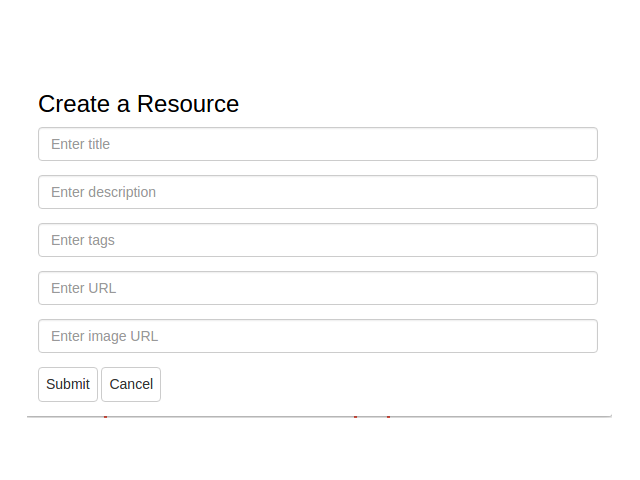 Create a Resource
Enter title
Enter description
Enter tags
Enter URL
Enter image URL
Submit Cancel